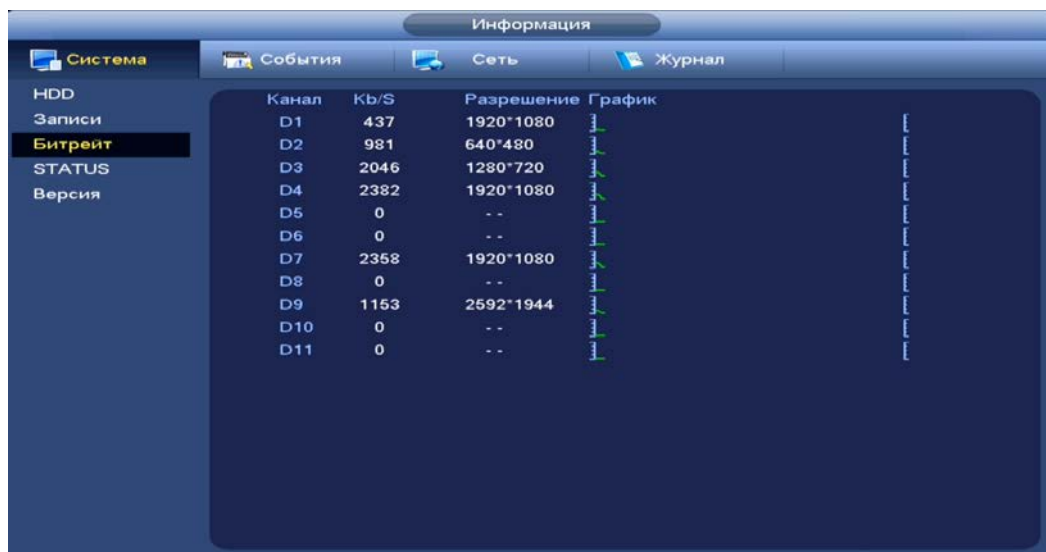 Информация
Система События Сеть Журнал
HDD
Записи
Битрейт
STATUS
Версия
Канал Kb/S Разрешение График
D1 437 1920*1080
D2 981 640*480
D3 2046 1280*720
D4 2382 1920*1080
D5 0 - -
D6 0 - -
D7 2358 1920*1080
D8 0 - -
D9 1153 2592*1944
D10 0 - -
D11 0 - -